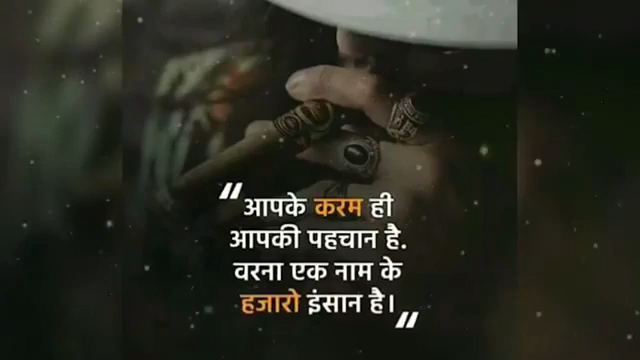 “आपके करम ही
आपकी पहचान है.
वरना एक नाम के
हजारो इंसान है।”